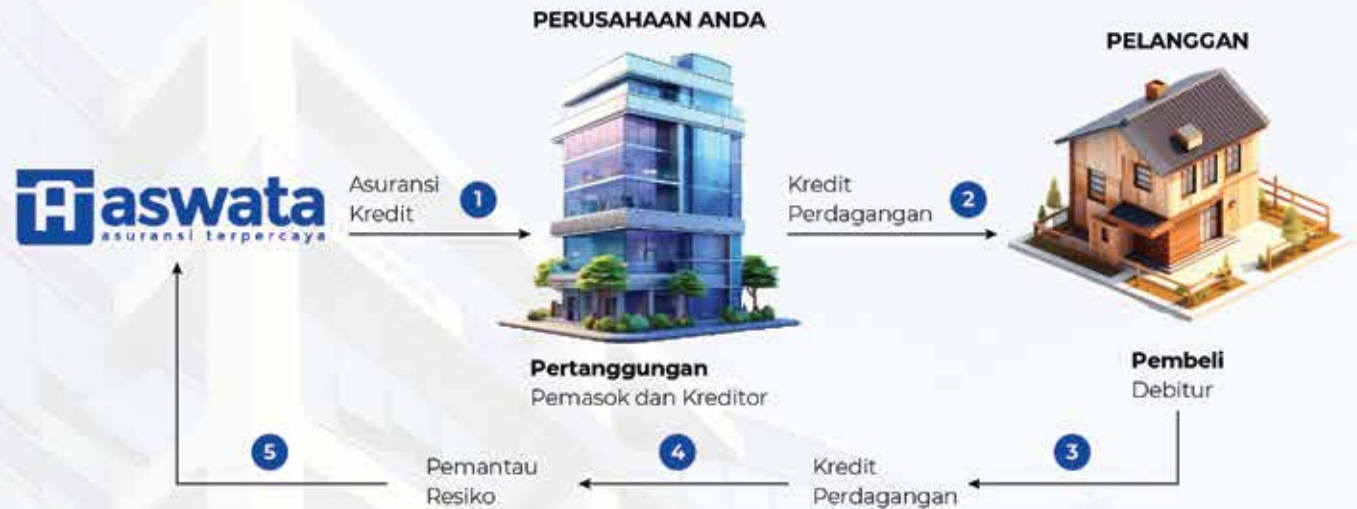 PERUSAHAAN ANDA
PELANGGAN
aswata
asuransi terpercaya
Asuransi
Kredit
1
Kredit
Perdagangan
2
Pertanggungan
Pemasok dan Kreditor
Pembeli
Debitur
5
Pemantau
Resiko
4
Kredit
Perdagangan
3